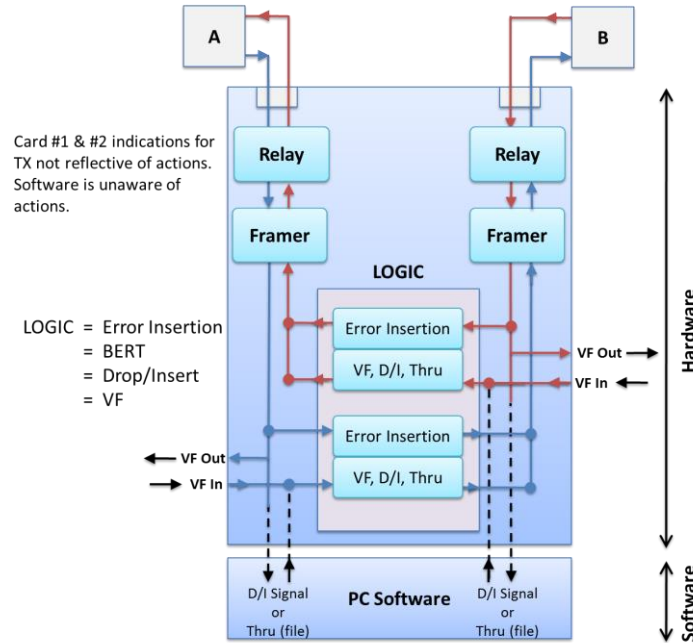 A
B
Card #1 & #2 indications for
TX not reflective of actions.
Software is unaware of
actions.
Relay
Relay
Framer
Framer
LOGIC
LOGIC = Error Insertion
= BERT
= Drop/Insert
= VF
Error Insertion
VF, D/I, Thru
VF Out
VF In
Error Insertion
VF, D/I, Thru
VF Out
VF In
Hardware
D/I Signal
or
Thru (file)
PC Software
D/I Signal
or
Thru (file)
Software